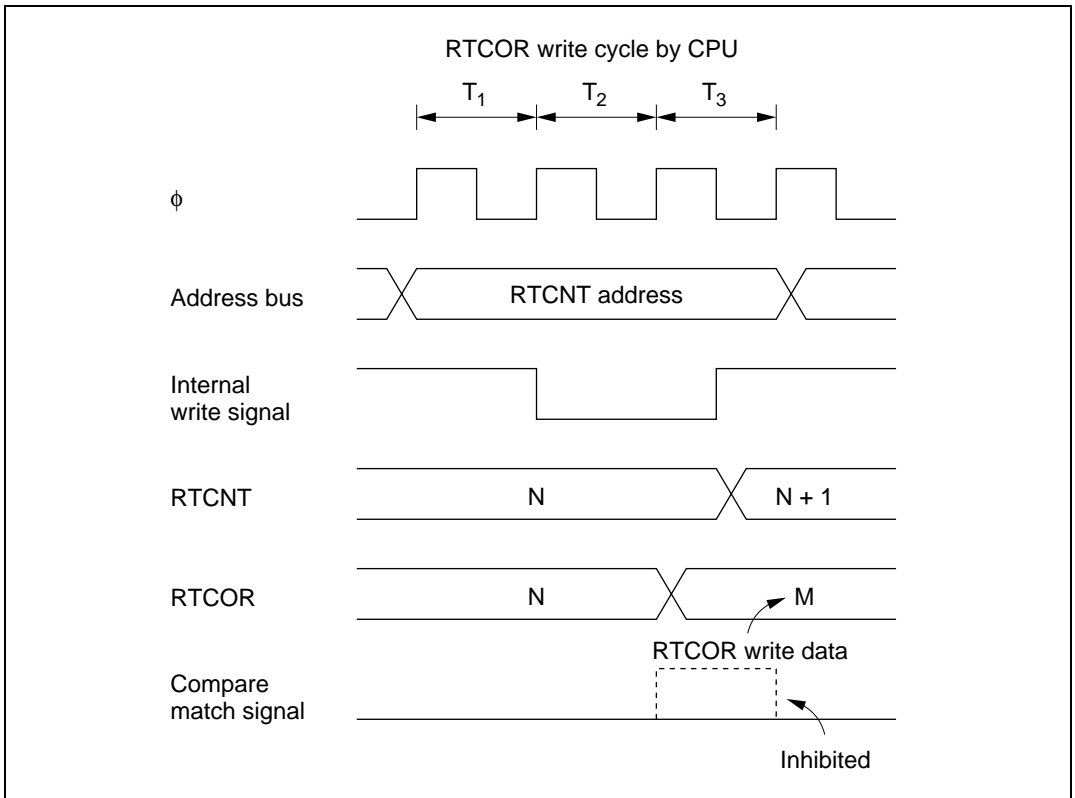 RTCOR write cycle by CPU
T1 T2 T3
φ
Address bus
RTCNT address
Internal
write signal
RTCNT
N
N + 1
RTCOR
N
M
RTCOR write data
Compare
match signal
Inhibited